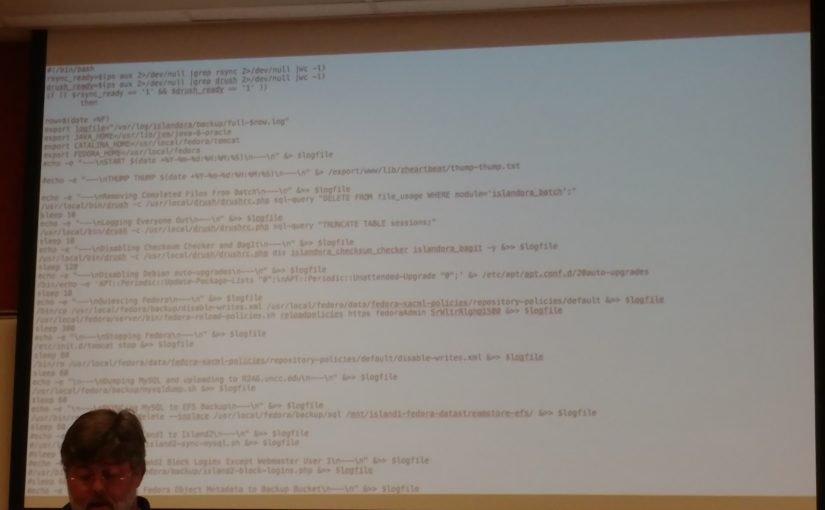 #!/bin/bash
rsync_ready=$(ps aux 2>/dev/null |grep rsync 2>/dev/null |wc -l)
drush_ready=$(ps aux 2>/dev/null |grep drush 2>/dev/null |wc -l)
if [[ $rsync_ready == '1' && $drush_ready == '1' ]]
then
now=$(date +%F)
export logfile="/var/log/islandora/backup/full-$now.log"
export JAVA_HOME=/usr/lib/jvm/java-8-oracle
export CATALINA_HOME=/usr/local/fedora/tomcat
export FEDORA_HOME=/usr/local/fedora
#echo -e "~~~\nSTART $(date +%Y-%m-%d:%H:%M:%S)\n~~~\n" &> $logfile
#echo -e "~~~\nTHUMP THUMP $(date +%Y-%m-%d:%H:%M:%S)\n~~~\n" &> /export/www/lib/zheartbeat/thump-thump.txt
echo -e "~~~\nRemoving Completed Files From Batch\n~~~\n" &>> $logfile
/usr/local/bin/drush -c /usr/local/drush/drushrc.php sql-query "DELETE FROM file_usage WHERE module='islandora_batch';"
sleep 10
echo -e "~~~\nLogging Everyone Out\n~~~\n" &>> $logfile
/usr/local/bin/drush -c /usr/local/drush/drushrc.php sql-query "TRUNCATE TABLE sessions;"
sleep 10
echo -e "~~~\nDisabling Checksum Checker and BagIt\n~~~\n" &>> $logfile
/usr/local/bin/drush -c /usr/local/drush/drushrc.php dis islandora_checksum_checker islandora_bagit -y &>> $logfile
sleep 120
echo -e "~~~\nDisabling Debian auto-upgrades\n~~~\n" &>> $logfile
/bin/echo -e 'APT::Periodic::Update-Package-Lists "0";\nAPT::Periodic::Unattended-Upgrade "0";' &> /etc/apt/apt.conf.d/20auto-upgrades
sleep 10
echo -e "~~~\nQuiescing Fedora\n~~~\n" &>> $logfile
/bin/cp /usr/local/fedora/backup/disable-writes.xml /usr/local/fedora/data/fedora-xacml-policies/repository-policies/default &>> $logfile
/usr/local/fedora/server/bin/fedora-reload-policies.sh reloadpolicies https fedoraAdmin &>> $logfile
sleep 300
echo -e "\n~~~\nStopping Fedora\n~~~\n" &>> $logfile
/etc/init.d/tomcat stop &>> $logfile
sleep 60
/bin/rm /usr/local/fedora/data/fedora-xacml-policies/repository-policies/default/disable-writes.xml &>> $logfile
sleep 60
echo -e "\n~~~\nDumping MySQL and uploading to R240.uncc.edu\n~~~\n" &>> $logfile
/usr/local/fedora/backup/mysqldump.sh &>> $logfile
sleep 60
echo MySQL to EFS Backup\n~~~\n" &>> $logfile
/usr/bin/ delete --inplace /usr/local/fedora/backup/sql /mnt/island1-fedora-datastreamstore-efs/ &>> $logfile
sleep 60
#echo to Island2\n~~~\n" &>> $logfile
island2-sync-mysql.sh &>> $logfile
#sleep
#echo Block Logins Except Webmaster User 1\n~~~\n" &>> $logfile
fedora/backup/island2-block-logins.php &>> $logfile
#sleep
#echo -e Fedora Object Metadata to Backup Bucket\n~~~\n" &>> $logfile